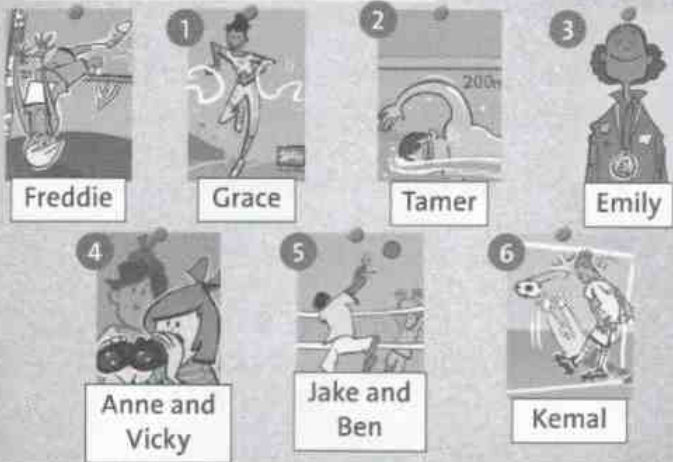 1
2
3
200m
Freddie
Grace
Tamer
Emily
4
5
6
Anne and
Vicky
Jake and
Ben
Kemal